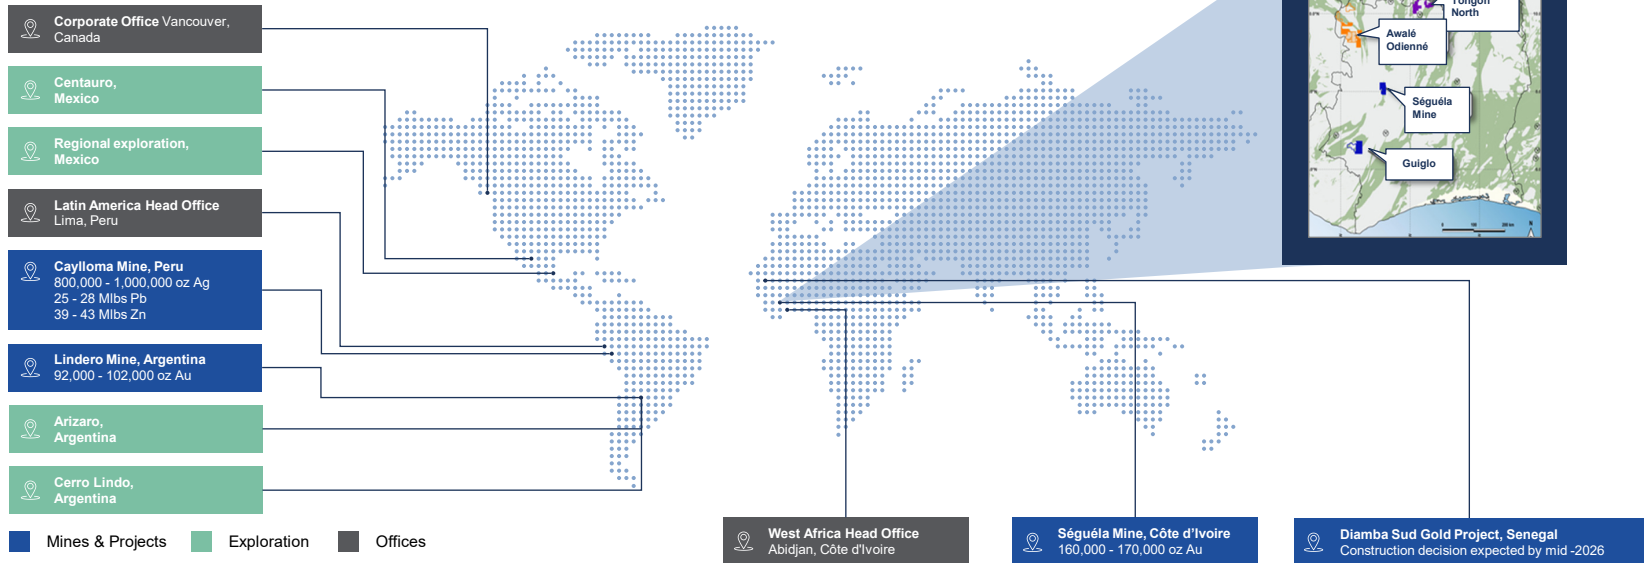 Corporate Office Vancouver,
Canada
Centauro,
Mexico
Regional exploration,
Mexico
Latin America Head Office
Lima, Peru
Caylloma Mine, Peru
800,000 - 1,000,000 oz Ag
25 - 28 Mlbs Pb
39 - 43 Mlbs Zn
Lindero Mine, Argentina
92,000 - 102,000 oz Au
Arizaro,
Argentina
Cerro Lindo,
Argentina
Mines & Projects
Exploration
Offices
Tongon
North
Awalé
Odienné
Séguéla
Mine
Guiglo
N
West Africa Head Office
Abidjan, Côte d'Ivoire
Séguéla Mine, Côte d’Ivoire
160,000 - 170,000 oz Au
Diamba Sud Gold Project, Senegal
Construction decision expected by mid -2026